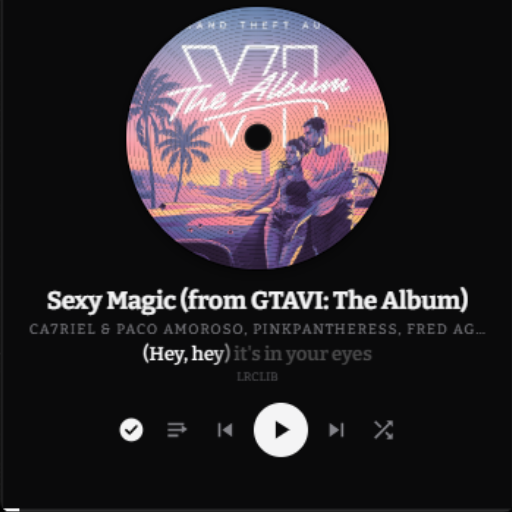 AND THEFT AU
VI
The Album
Sexy Magic (from GTAVI: The Album)
CA7RIEL & PACO AMOROSO, PINKPANTHERESS, FRED AG...
(Hey, hey) it's in your eyes
LRCLIB